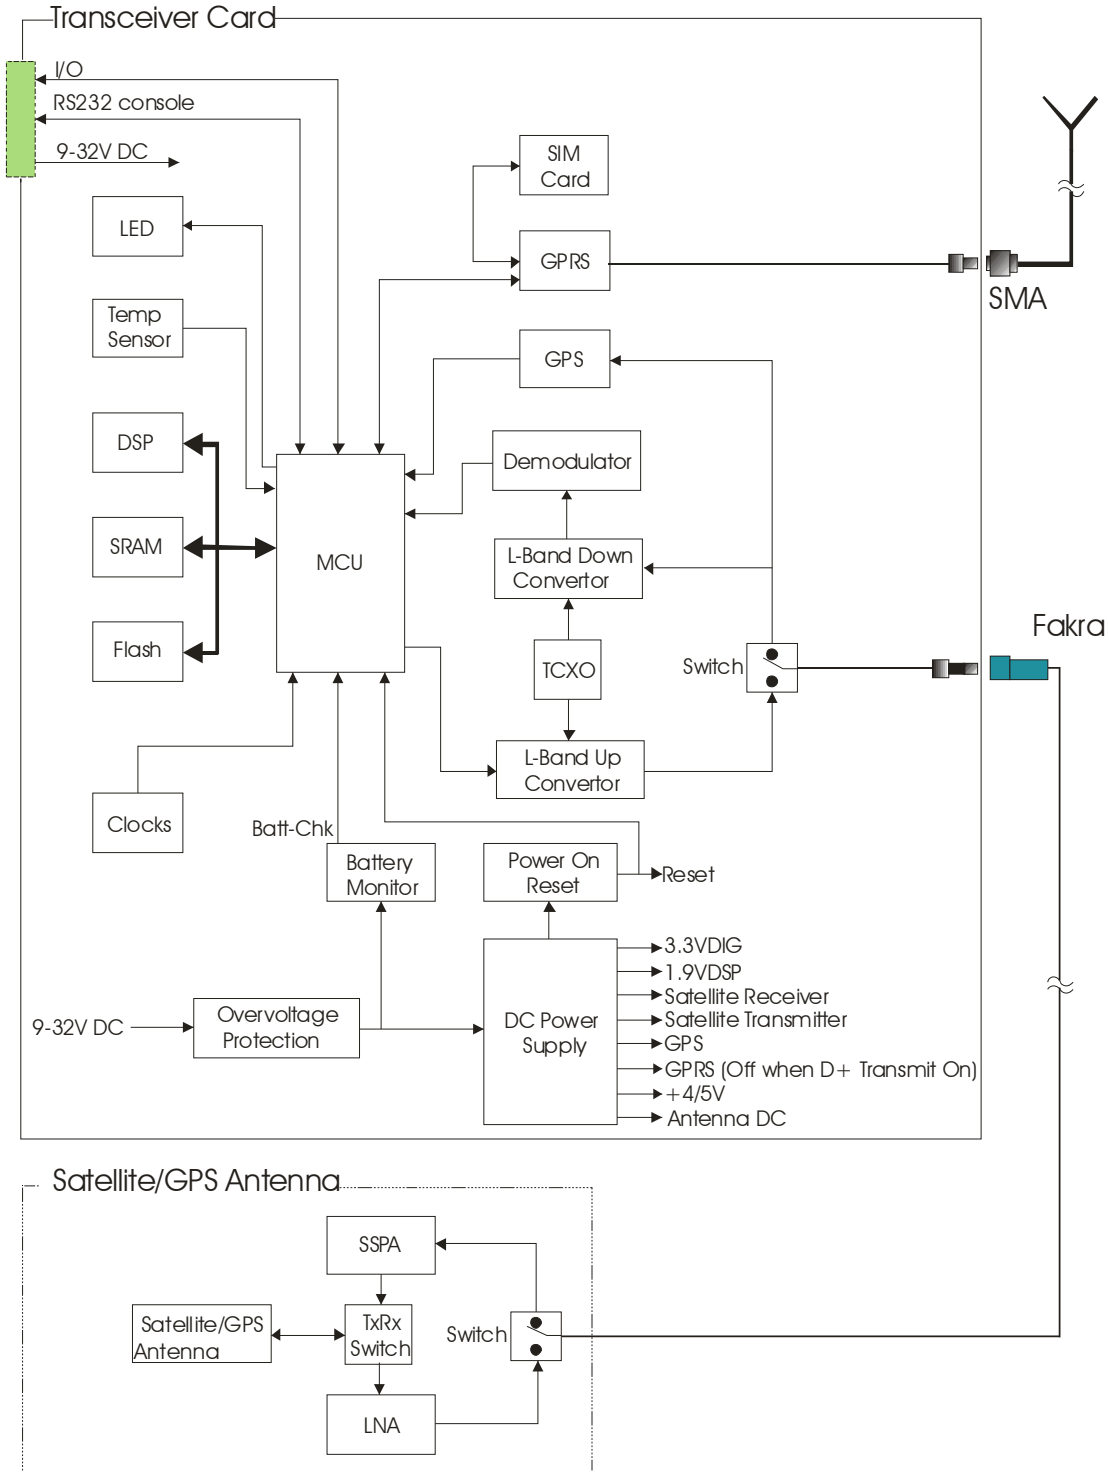 Transceiver Card
I/O
RS232 console
9-32V DC
SIM
Card
LED
GPRS
SMA
Temp
Sensor
GPS
DSP
Demodulator
SRAM
MCU
L-Band Down
Convertor
Fakra
Flash
TCXO
Switch
L-Band Up
Convertor
Clocks
Batt-Chk
Battery
Monitor
Power On
Reset
Reset
3.3VDIG
1.9VDSP
Satellite Receiver
Satellite Transmitter
GPS
GPRS (Off when D+ Transmit On)
+4/5V
Antenna DC
9-32V DC
Overvoltage
Protection
DC Power
Supply
Satellite/GPS Antenna
SSPA
Satellite/GPS
Antenna
TxRx
Switch
Switch
LNA